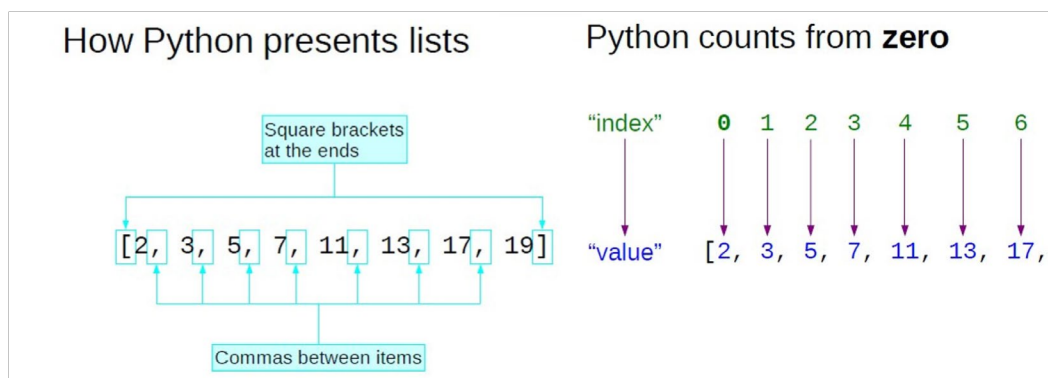 How Python presents lists
Square brackets
at the ends
[2, 3, 5, 7, 11, 13, 17, 19]
Commas between items
Python counts from zero
“index” 0 1 2 3 4 5 6
“value” [2, 3, 5, 7, 11, 13, 17,